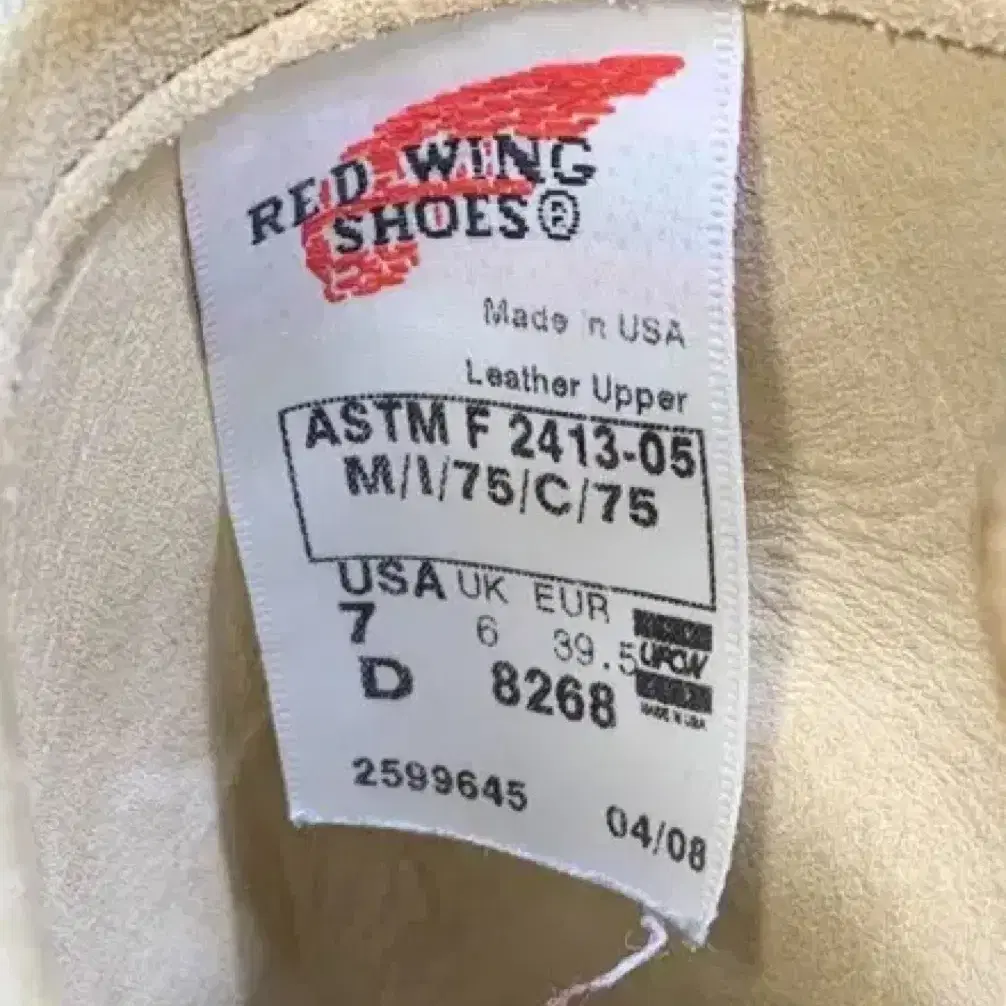 RED WING
SHOES®
Made in USA
Leather Upper
ASTM F 2413-05
M/I/75/C/75
USA UK EUR
7 6 39.5
D 8268
UFCW
MADE IN USA
2599645
04/08